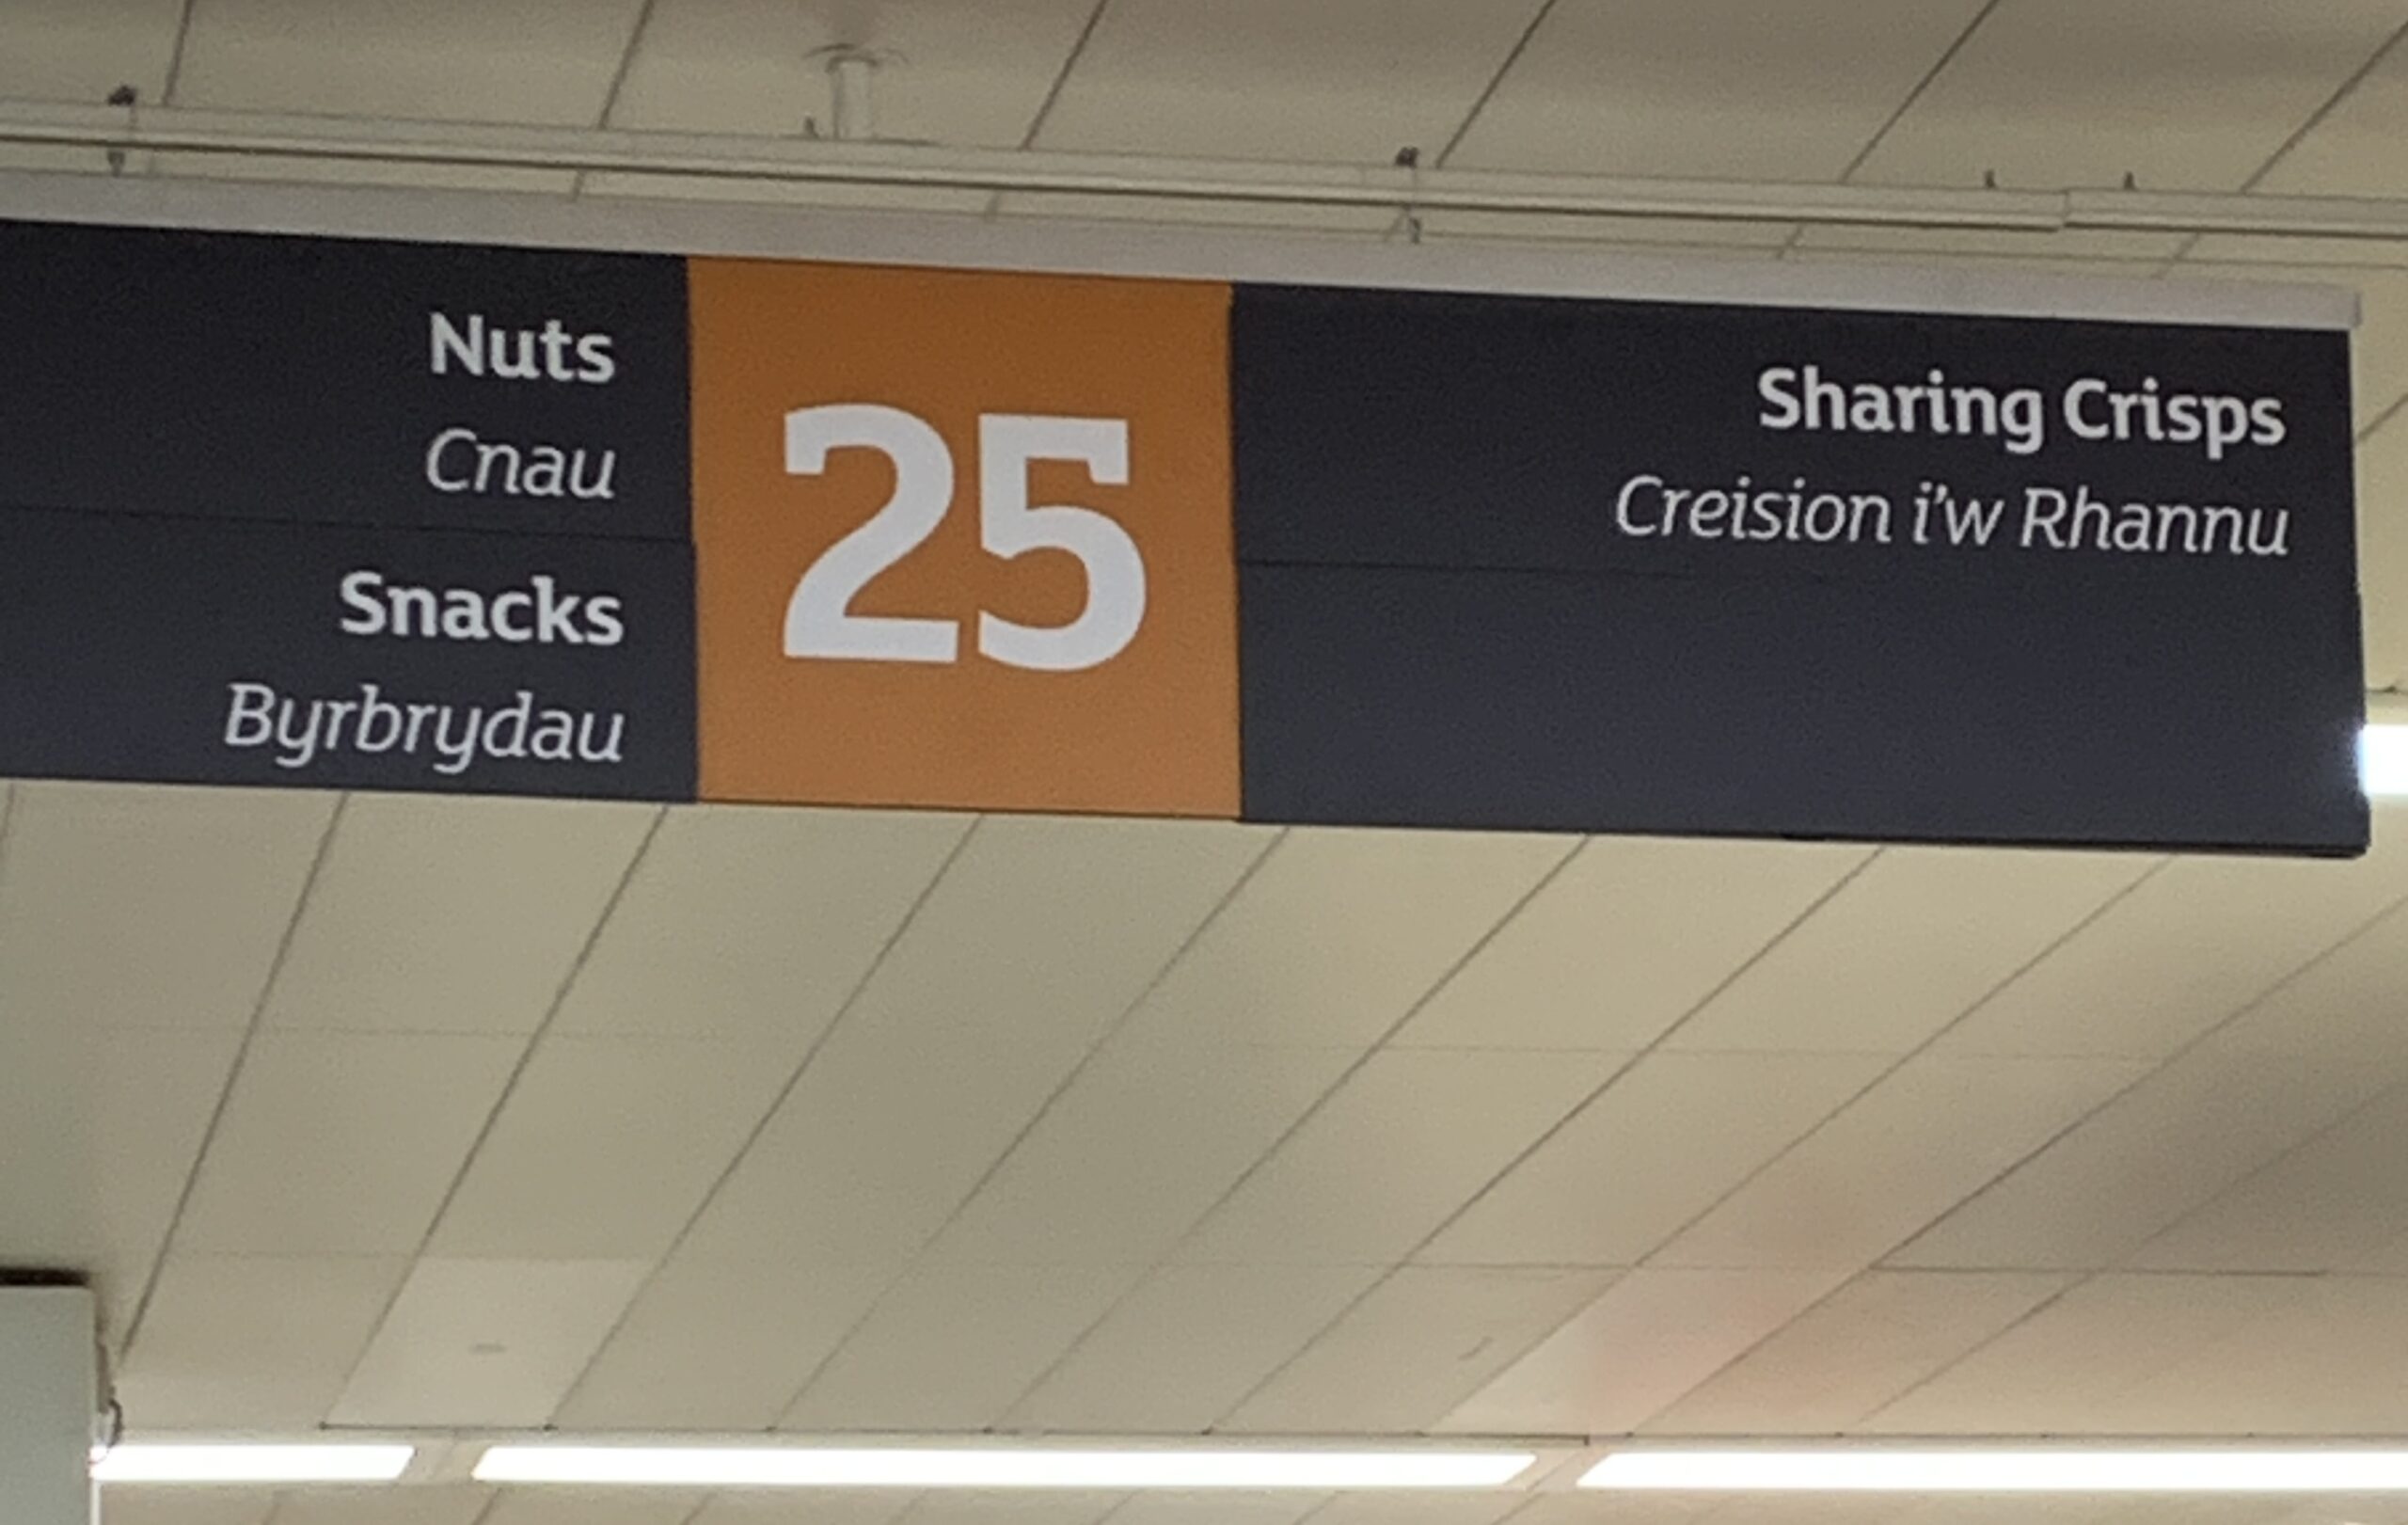 Nuts
Cnau
Snacks
Byrbrydau
25
Sharing Crisps
Creision i'w Rhannu